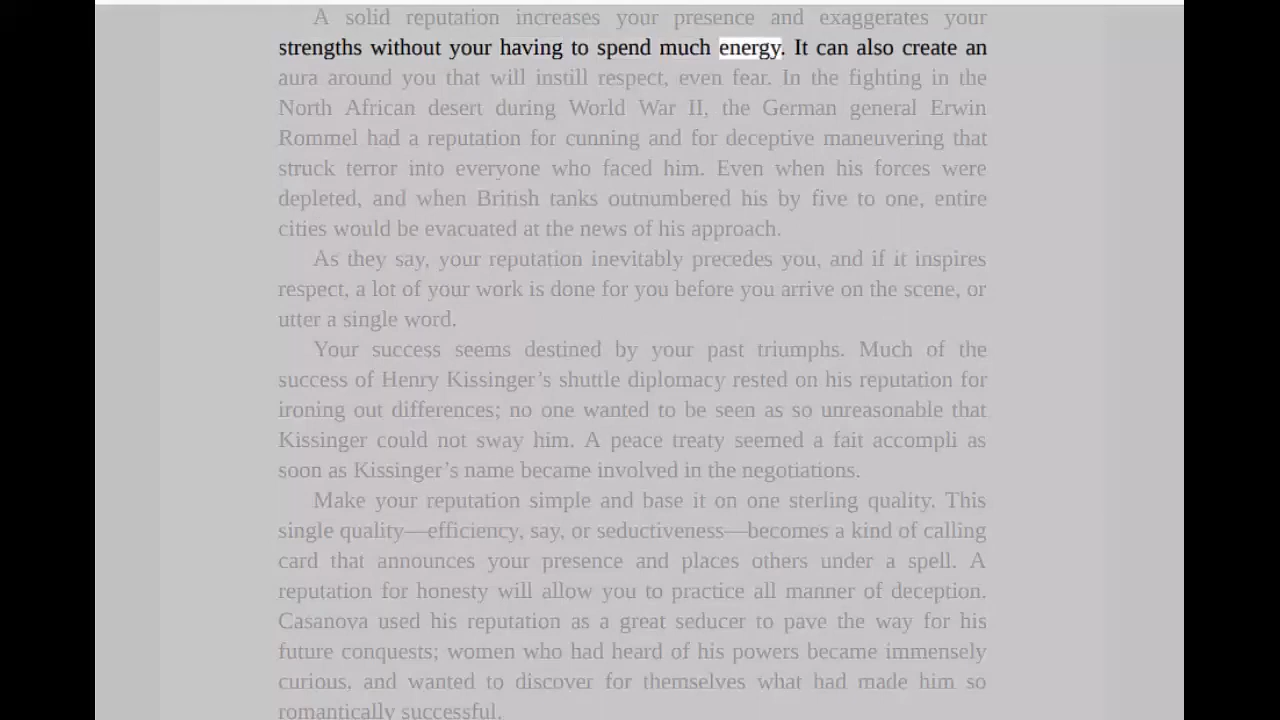 A solid reputation increases your presence and exaggerates your
strengths without your having to spend much energy. It can also create an
aura around you that will instill respect, even fear. In the fighting in the
North African desert during World War II, the German general Erwin
Rommel had a reputation for cunning and for deceptive maneuvering that
struck terror into everyone who faced him. Even when his forces were
depleted, and when British tanks outnumbered his by five to one, entire
cities would be evacuated at the news of his approach.
As they say, your reputation inevitably precedes you, and if it inspires
respect, a lot of your work is done for you before you arrive on the scene, or
utter a single word.
Your success seems destined by your past triumphs. Much of the
success of Henry Kissinger’s shuttle diplomacy rested on his reputation for
ironing out differences; no one wanted to be seen as so unreasonable that
Kissinger could not sway him. A peace treaty seemed a fait accompli as
soon as Kissinger’s name became involved in the negotiations.
Make your reputation simple and base it on one sterling quality. This
single quality—efficiency, say, or seductiveness—becomes a kind of calling
card that announces your presence and places others under a spell. A
reputation for honesty will allow you to practice all manner of deception.
Casanova used his reputation as a great seducer to pave the way for his
future conquests; women who had heard of his powers became immensely
curious, and wanted to discover for themselves what had made him so
romantically successful.